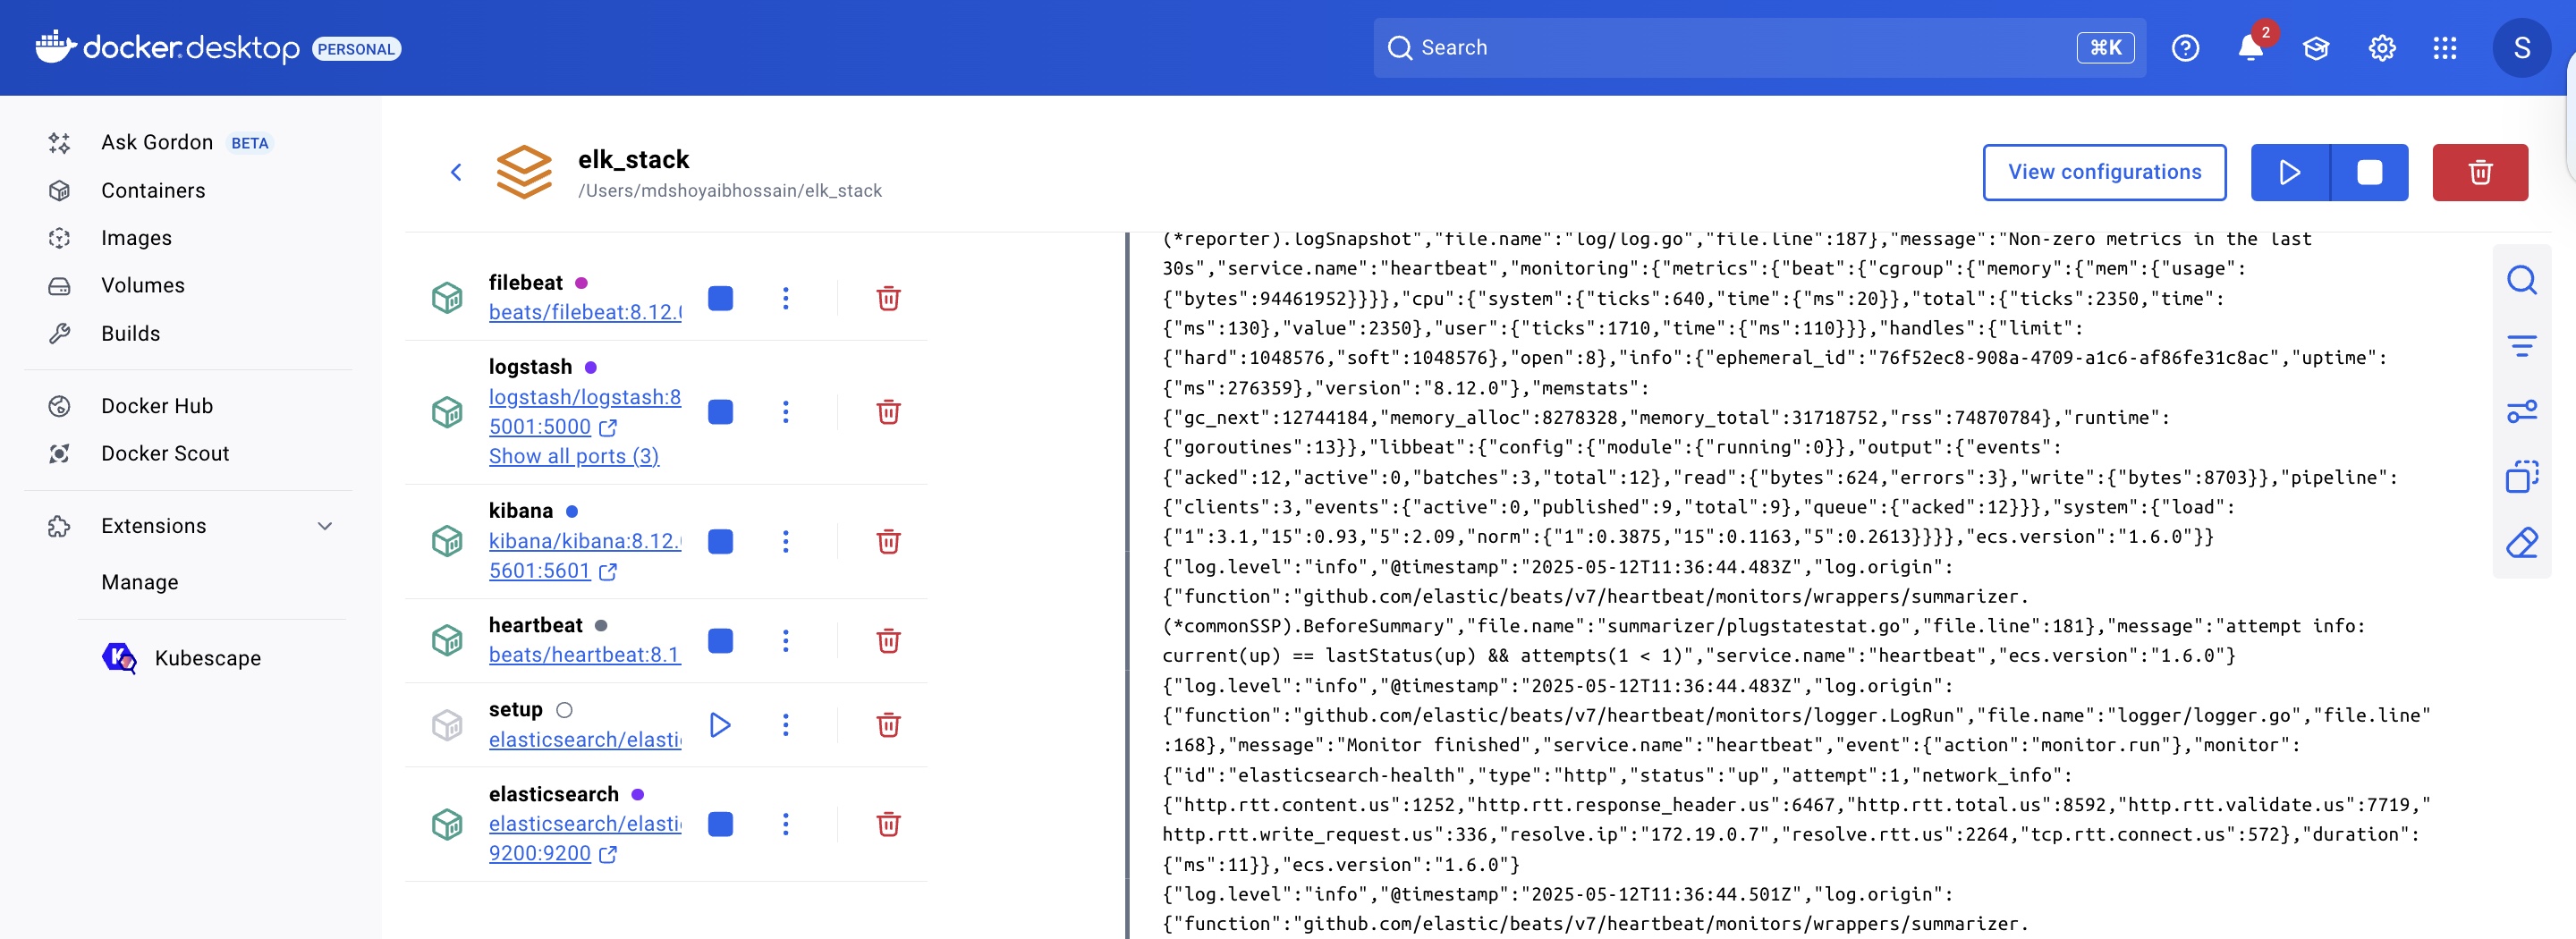 docker.desktop PERSONAL
Search
⌘K
2
S
Ask Gordon BETA
Containers
Images
Volumes
Builds
Docker Hub
Docker Scout
Extensions
Manage
Kubescape
elk_stack
/Users/mdshoyaibhossain/elk_stack
View configurations
filebeat
beats/filebeat:8.12.
logstash
logstash/logstash:8
5001:5000
Show all ports (3)
kibana
kibana/kibana:8.12.
5601:5601
heartbeat
beats/heartbeat:8.1
setup
elasticsearch/elasti
elasticsearch
elasticsearch/elasti
9200:9200
(*reporter).logSnapshot","file.name":"log/log.go","file.line":187},"message":"Non-zero metrics in the last
30s","service.name":"heartbeat","monitoring":{"metrics":{"beat":{"cgroup":{"memory":{"mem":{"usage":
{"bytes":94461952}}}},"cpu":{"system":{"ticks":640,"time":{"ms":20}},"total":{"ticks":2350,"time":
{"ms":130},"value":2350},"user":{"ticks":1710,"time":{"ms":110}}},"handles":{"limit":
{"hard":1048576,"soft":1048576},"open":8},"info":{"ephemeral_id":"76f52ec8-908a-4709-a1c6-af86fe31c8ac","uptime":
{"ms":276359},"version":"8.12.0"},"memstats":
{"gc_next":12744184,"memory_alloc":8278328,"memory_total":31718752,"rss":74870784},"runtime":
{"goroutines":13}},"libbeat":{"config":{"module":{"running":0}},"output":{"events":
{"acked":12,"active":0,"batches":3,"total":12},"read":{"bytes":624,"errors":3},"write":{"bytes":8703}},"pipeline":
{"clients":3,"events":{"active":0,"published":9,"total":9},"queue":{"acked":12}}},"system":{"load":
{"1":3.1,"15":0.93,"5":2.09,"norm":{"1":0.3875,"15":0.1163,"5":0.2613}}}},"ecs.version":"1.6.0"}}
{"log.level":"info","@timestamp":"2025-05-12T11:36:44.483Z","log.origin":
{"function":"github.com/elastic/beats/v7/heartbeat/monitors/wrappers/summarizer.
(*commonSSP).BeforeSummary","file.name":"summarizer/plugstatestat.go","file.line":181},"message":"attempt info:
current(up) == lastStatus(up) && attempts(1 < 1)","service.name":"heartbeat","ecs.version":"1.6.0"}
{"log.level":"info","@timestamp":"2025-05-12T11:36:44.483Z","log.origin":
{"function":"github.com/elastic/beats/v7/heartbeat/monitors/logger.LogRun","file.name":"logger/logger.go","file.line"
:168},"message":"Monitor finished","service.name":"heartbeat","event":{"action":"monitor.run"},"monitor":
{"id":"elasticsearch-health","type":"http","status":"up","attempt":1,"network_info":
{"http.rtt.content.us":1252,"http.rtt.response_header.us":6467,"http.rtt.total.us":8592,"http.rtt.validate.us":7719,"
http.rtt.write_request.us":336,"resolve.ip":"172.19.0.7","resolve.rtt.us":2264,"tcp.rtt.connect.us":572},"duration":
{"ms":11}},"ecs.version":"1.6.0"}
{"log.level":"info","@timestamp":"2025-05-12T11:36:44.501Z","log.origin":
{"function":"github.com/elastic/beats/v7/heartbeat/monitors/wrappers/summarizer.